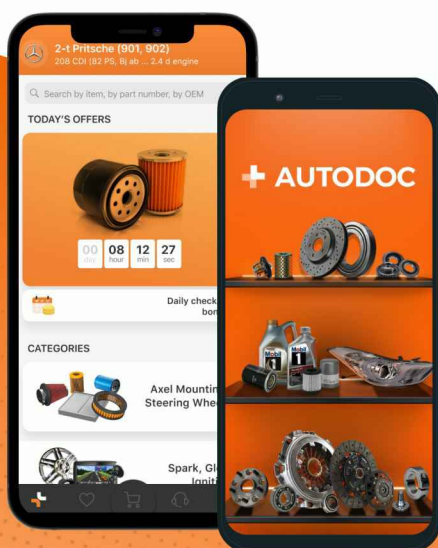 2-t Pritsche (901, 902)
208 CDI (82 PS, Bj ab ... 2.4 d engine
Search by item, by part number, by OEM
TODAY'S OFFERS
00 08 12 27
day hour min sec
Daily check
bon
CATEGORIES
Axel Mountin
Steering Whee
Spark, Gl
Igniti
AUTODOC
Mobil 1
Mobil 1